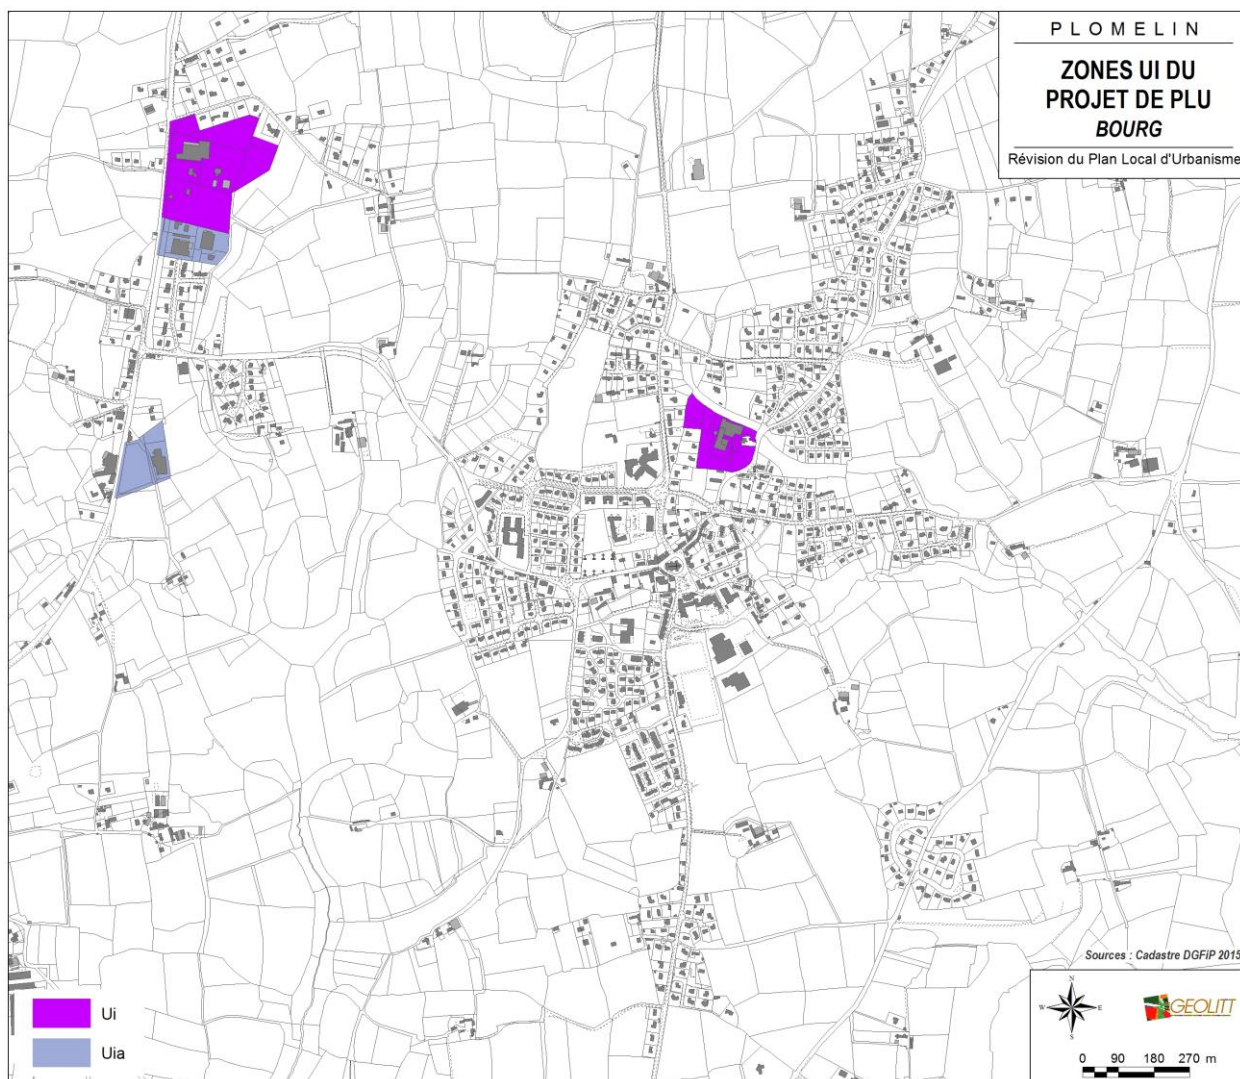 PLOMELIN
ZONES UI DU
PROJET DE PLU
BOURG
Révision du Plan Local d'Urbanisme
Sources : Cadastre DGFiP 2015
Ui
Uia
N
W E
S
GEOLITT
0 90 180 270 m